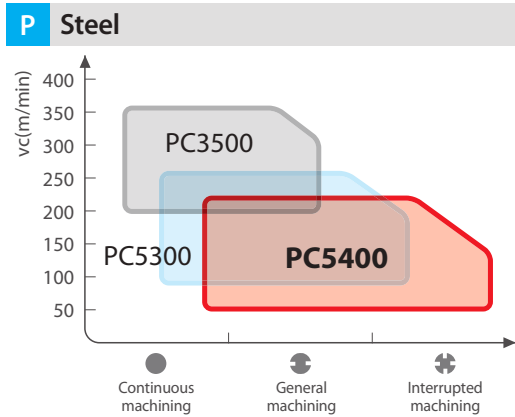 P Steel
vc(m/min)
400
350
300
250
200
150
100
50
PC3500
PC5300
PC5400
Continuous
machining
General
machining
Interrupted
machining